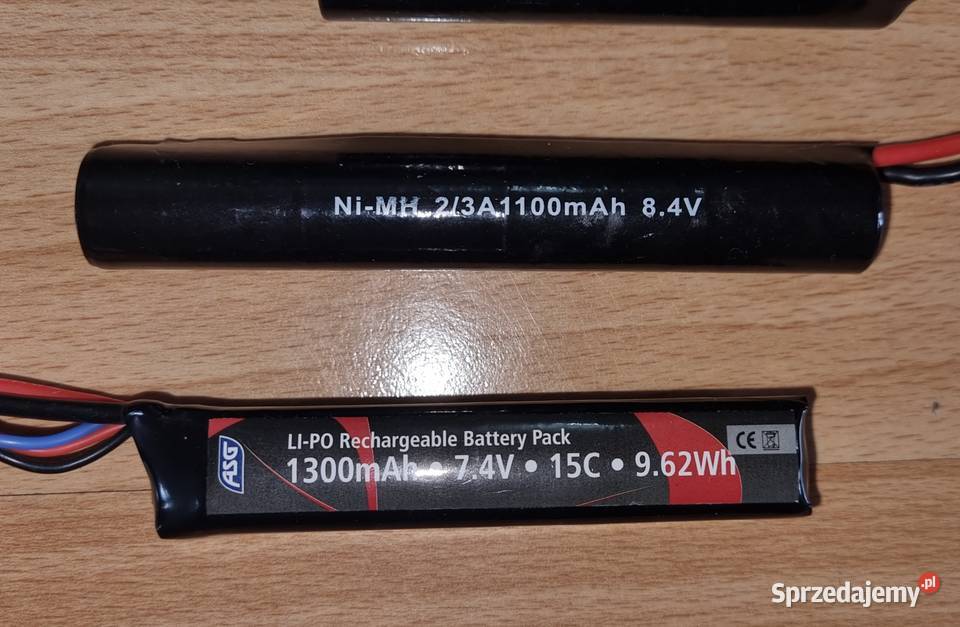 Ni-MH 2/3A1100mAh 8.4V
ASG
LI-PO Rechargeable Battery Pack
1300mAh • 7.4V • 15C • 9.62Wh
CE
Sprzedajemy.pl